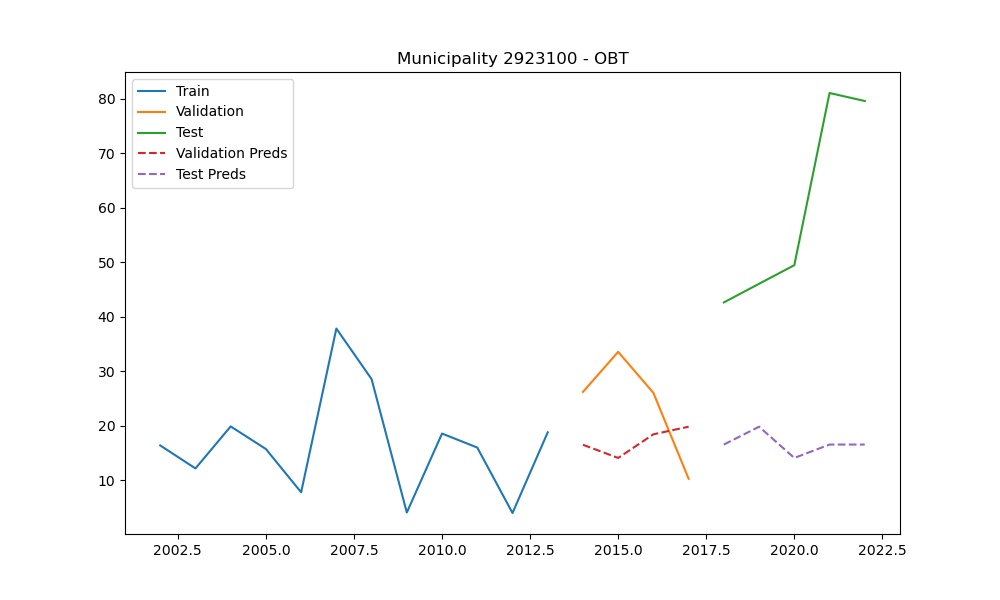 Municipality 2923100 - OBT
Train
Validation
Test
Validation Preds
Test Preds
80
70
60
50
40
30
20
10
2002.5 2005.0 2007.5 2010.0 2012.5 2015.0 2017.5 2020.0 2022.5